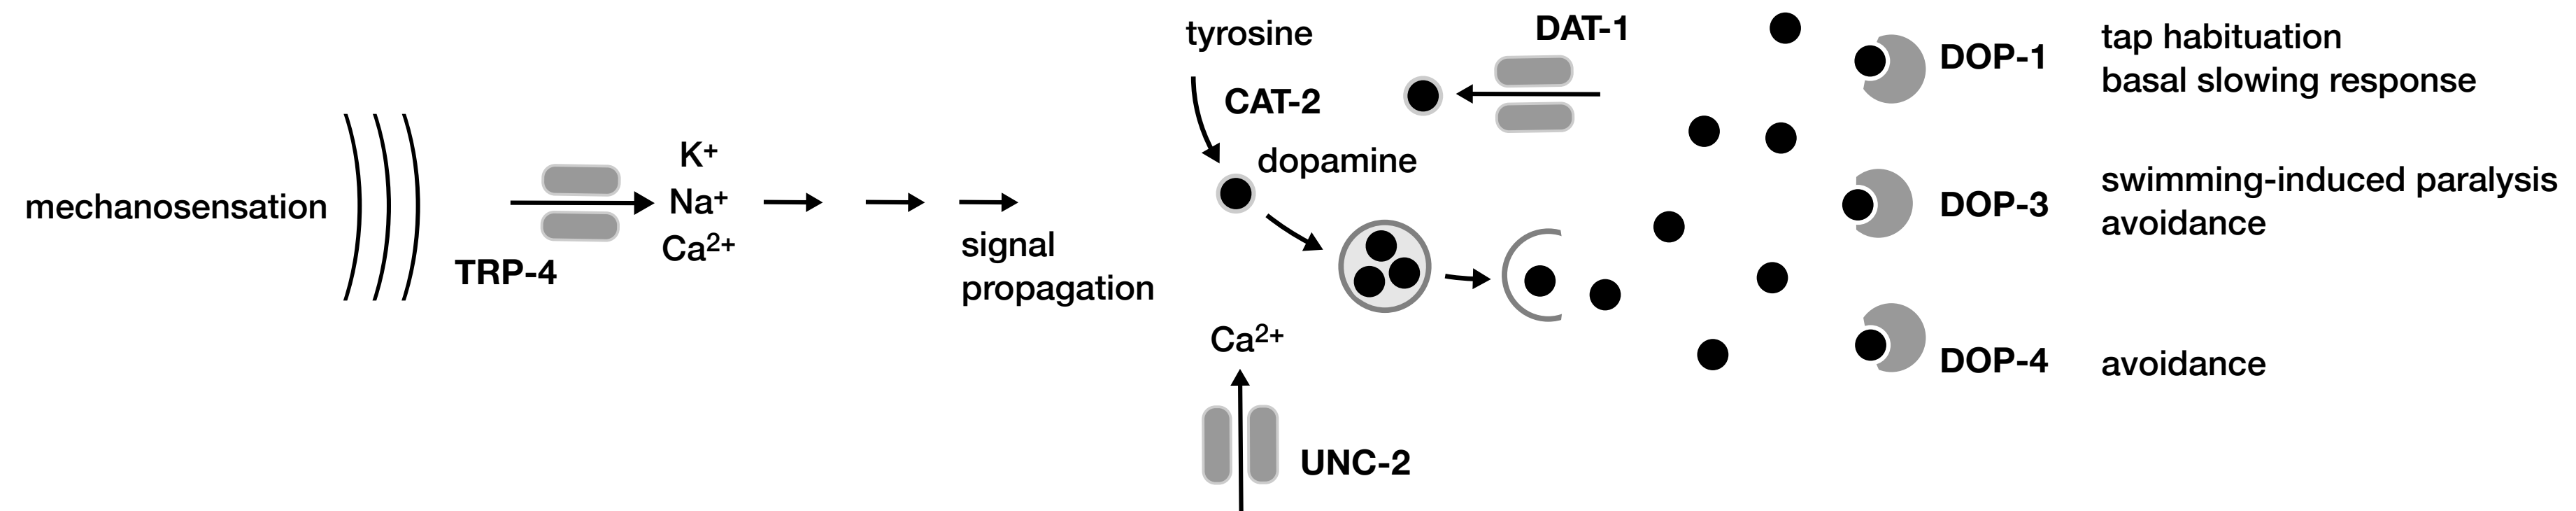 mechanosensation
TRP-4
K+
Na+
Ca2+
signal
propagation
tyrosine
CAT-2
dopamine
Ca2+
UNC-2
DAT-1
DOP-1
tap habituation
basal slowing response
DOP-3
swimming-induced paralysis
avoidance
DOP-4
avoidance